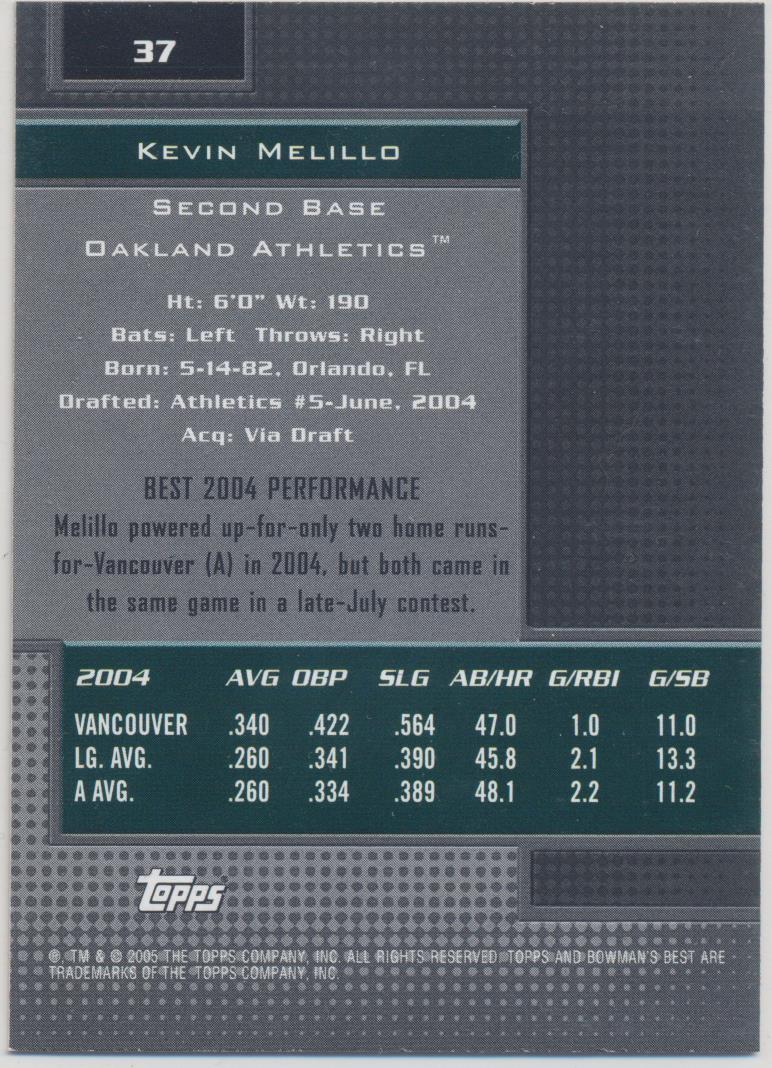 37
KEVIN MELILLO
SECOND BASE
OAKLAND ATHLETICS™
Ht: 6'0" Wt: 190
Bats: Left Throws: Right
Born: 5-14-82, Orlando, FL
Drafted: Athletics #5-June, 2004
Acq: Via Draft
BEST 2004 PERFORMANCE
Melillo powered up-for-only two home runs-
for-Vancouver (A) in 2004, but both came in
the same game in a late-July contest.
2004 AVG OBP SLG AB/HR G/RBI G/SB
VANCOUVER .340 .422 .564 47.0 1.0 11.0
LG. AVG. .260 .341 .390 45.8 2.1 13.3
A AVG. .260 .334 .389 48.1 2.2 11.2
topps®
®, TM & © 2005 THE TOPPS COMPANY, INC. ALL RIGHTS RESERVED. TOPPS AND BOWMAN'S BEST ARE
TRADEMARKS OF THE TOPPS COMPANY, INC.